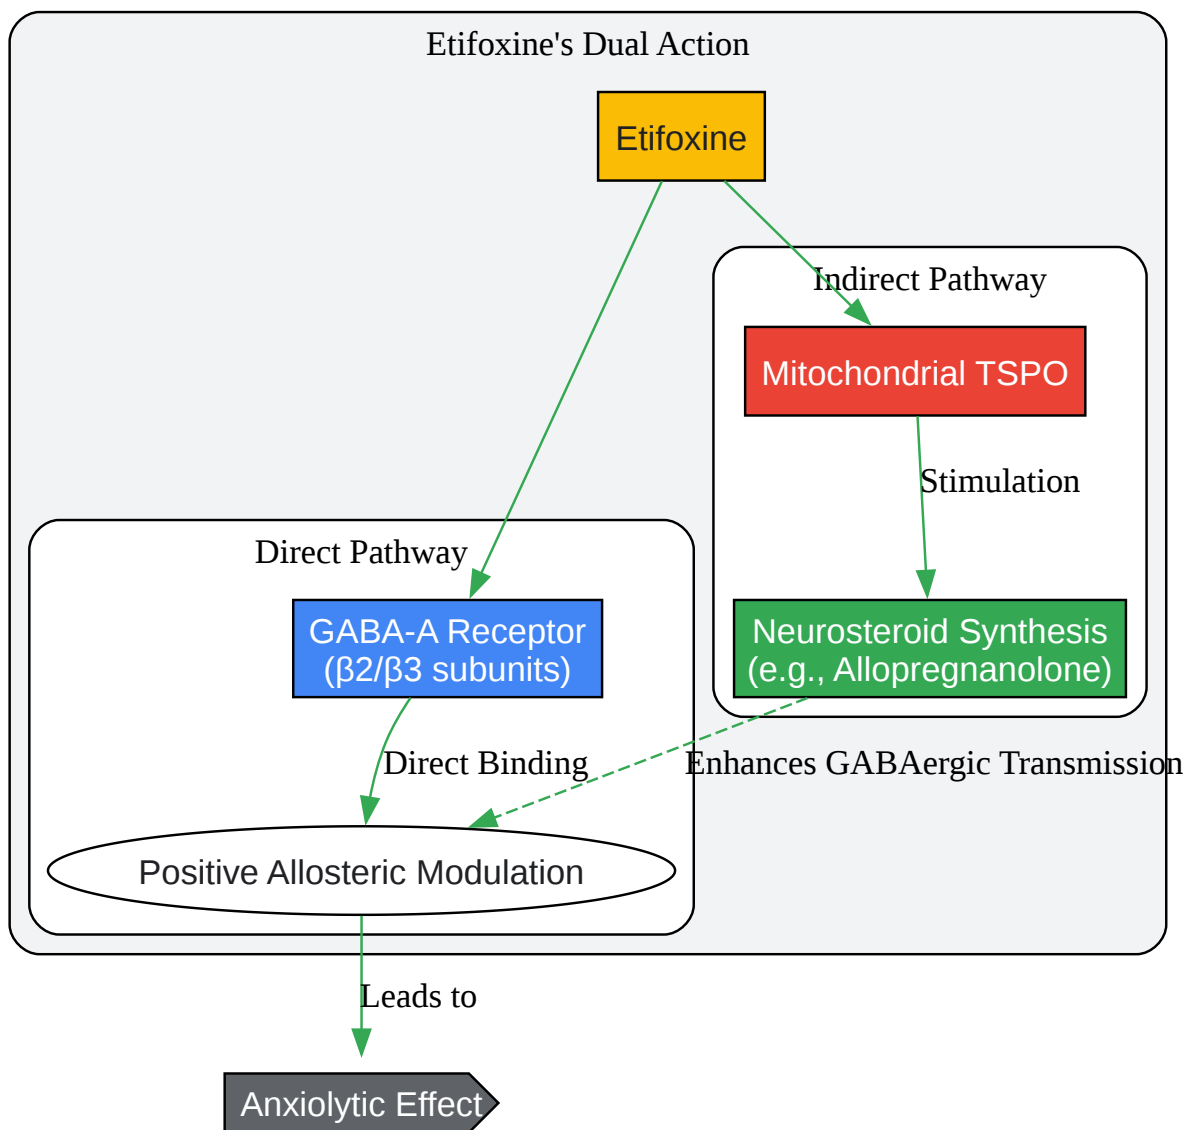 Etifoxine's Dual Action
Etifoxine
Indirect Pathway
Mitochondrial TSPO
Stimulation
Direct Pathway
GABA-A Receptor
(β2/β3 subunits)
Neurosteroid Synthesis
(e.g., Allopregnanolone)
Direct Binding
Enhances GABAergic Transmission
Positive Allosteric Modulation
Leads to
Anxiolytic Effect